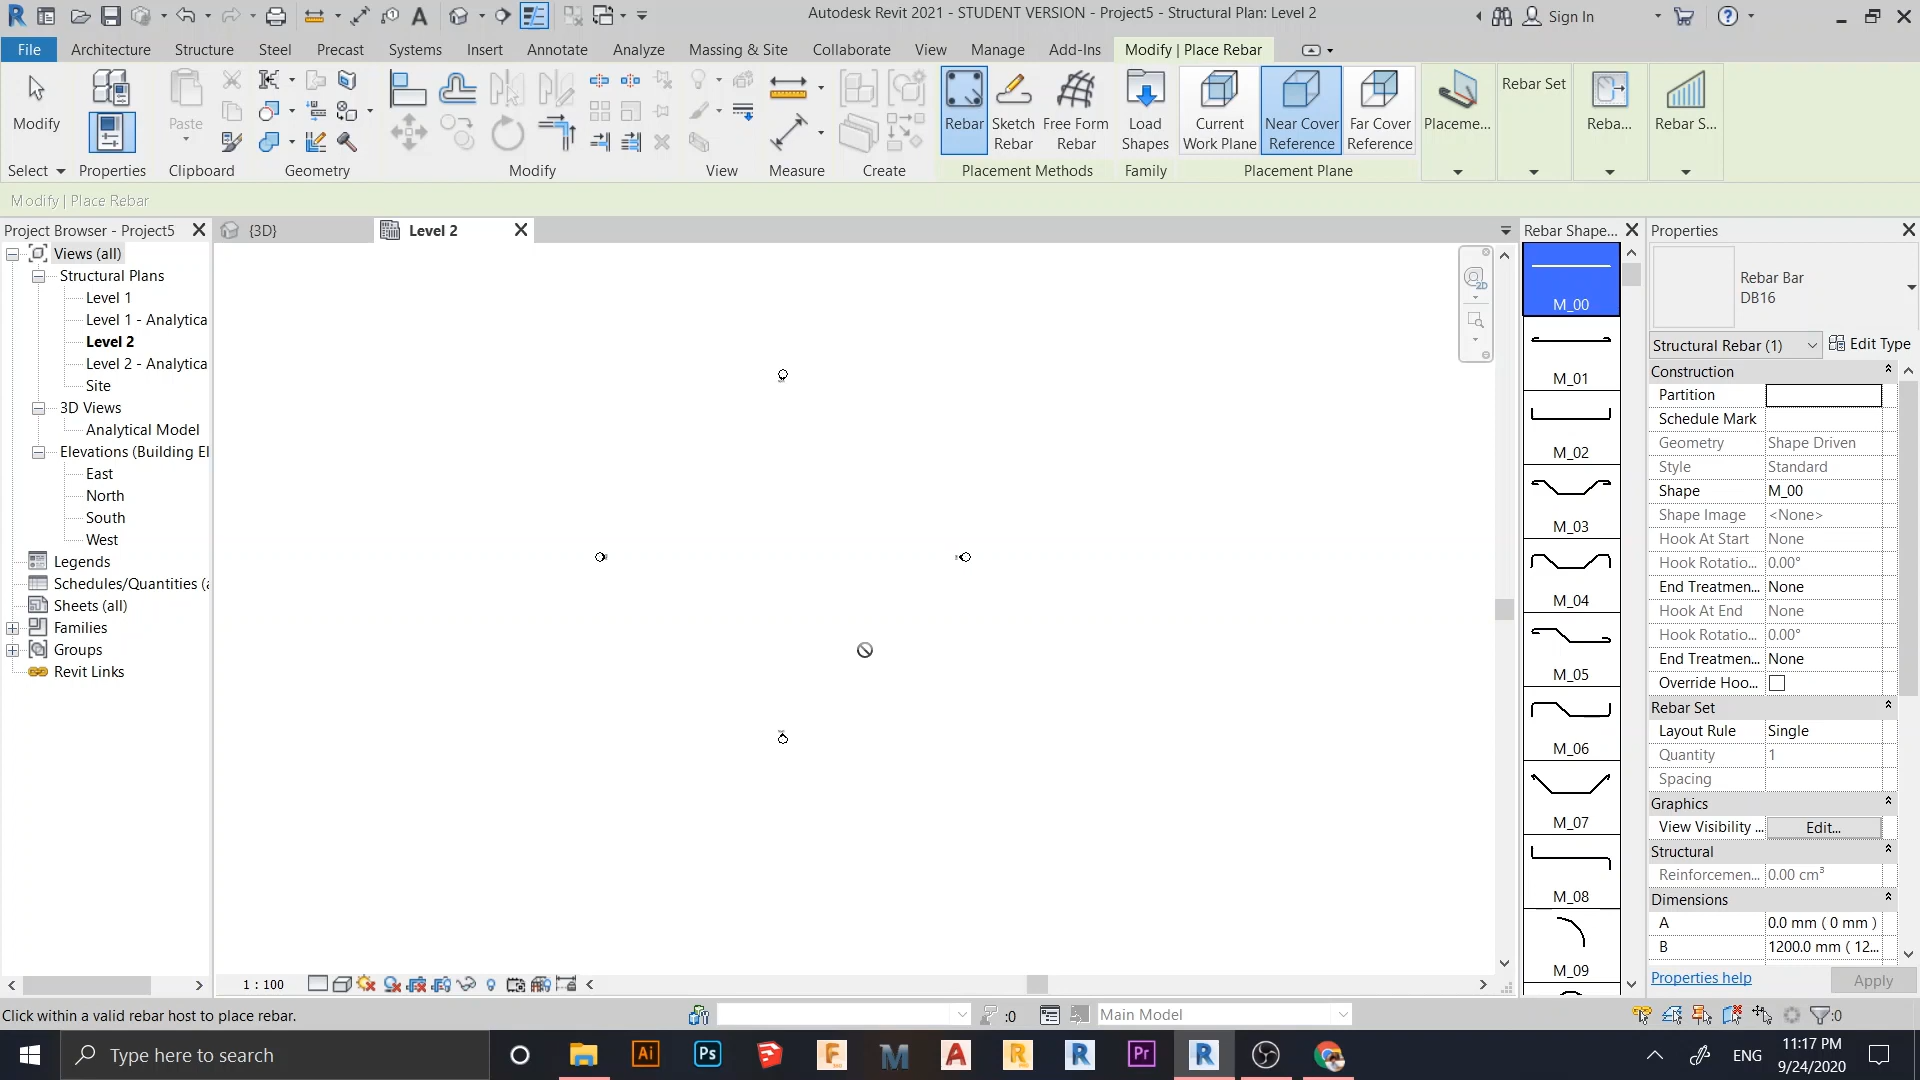 Autodesk Revit 2021 - STUDENT VERSION - Project5 - Structural Plan: Level 2
Sign In
File Architecture Structure Steel Precast Systems Insert Annotate Analyze Massing & Site Collaborate View Manage Add-Ins Modify | Place Rebar
Modify
Paste
Rebar
Sketch Rebar
Free Form Rebar
Load Shapes
Current Work Plane
Near Cover Reference
Far Cover Reference
Placeme...
Rebar Set
Reba...
Rebar S...
Select Properties Clipboard Geometry Modify View Measure Create Placement Methods Family Placement Plane
Modify | Place Rebar
Project Browser - Project5
Views (all)
Structural Plans
Level 1
Level 1 - Analytica
Level 2
Level 2 - Analytica
Site
3D Views
Analytical Model
Elevations (Building El
East
North
South
West
Legends
Schedules/Quantities (a
Sheets (all)
Families
Groups
Revit Links
{3D}
Level 2
2D
1 : 100
Rebar Shape...
M_00
M_01
M_02
M_03
M_04
M_05
M_06
M_07
M_08
M_09
Properties
Rebar Bar
DB16
Structural Rebar (1)
Edit Type
Construction
Partition
Schedule Mark
Geometry Shape Driven
Style Standard
Shape M_00
Shape Image <None>
Hook At Start None
Hook Rotatio... 0.00°
End Treatmen... None
Hook At End None
Hook Rotatio... 0.00°
End Treatmen... None
Override Hoo...
Rebar Set
Layout Rule Single
Quantity 1
Spacing
Graphics
View Visibility ... Edit...
Structural
Reinforcemen... 0.00 cm³
Dimensions
A 0.0 mm ( 0 mm )
B 1200.0 mm ( 12...
Properties help
Apply
Click within a valid rebar host to place rebar.
:0
Main Model
:0
Type here to search
Ai
Ps
F
M
A
R
R
Pr
R
ENG
11:17 PM
9/24/2020